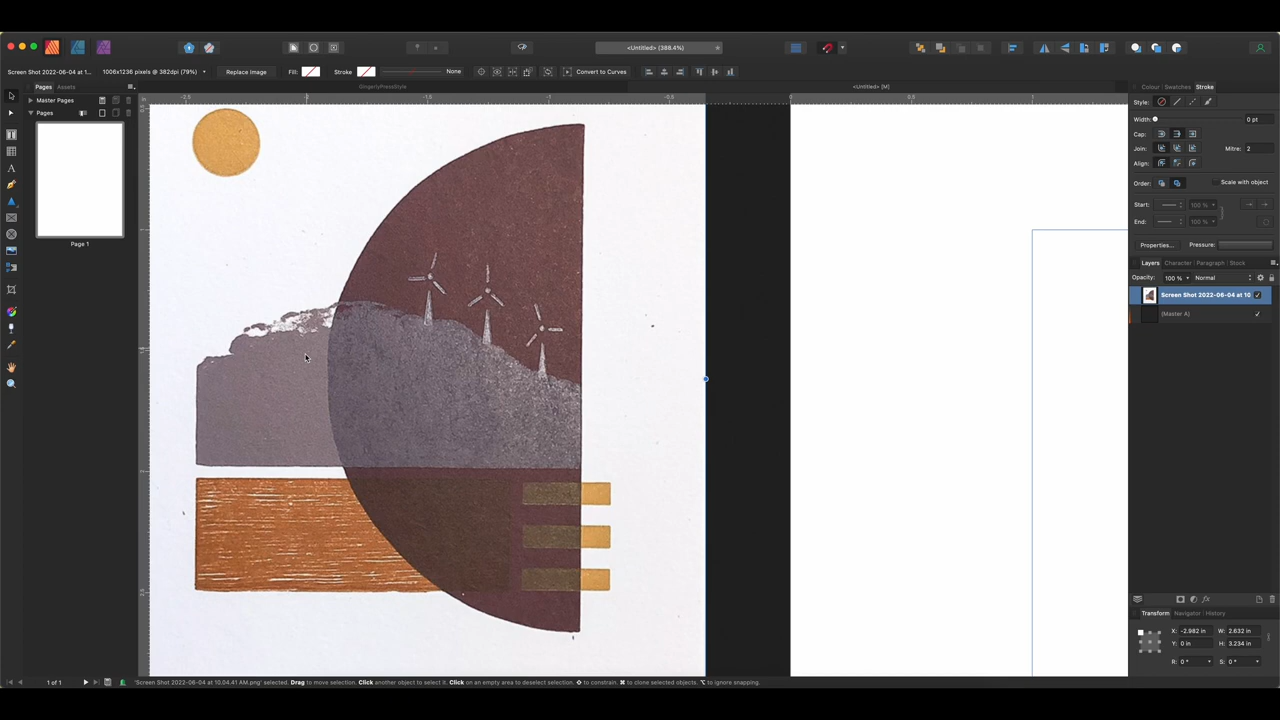 <Untitled> (388.4%)
Screen Shot 2022-06-04 at 1... 1006x1236 pixels @ 382dpi (79%) Replace Image Fill: Stroke None Convert to Curves
Pages Assets
GingerlyPressStyle
<Untitled> [M]
Colour Swatches Stroke
Master Pages
Pages
Page 1
Style:
Width: 0 pt
Cap:
Join: Mitre: 2
Align:
Order: Scale with object
Start: 100 %
End: 100 %
Properties... Pressure:
Layers Character Paragraph Stock
Opacity: 100 % Normal
Screen Shot 2022-06-04 at 10
(Master A)
Transform Navigator History
X: -2.982 in W: 2.632 in
Y: 0 in H: 3.234 in
R: 0 ° S: 0 °
1 of 1 'Screen Shot 2022-06-04 at 10.04.41 AM.png' selected. Drag to move selection. Click another object to select it. Click on an empty area to deselect selection. ⇧ to constrain. ⌘ to clone selected objects. ⌥ to ignore snapping.